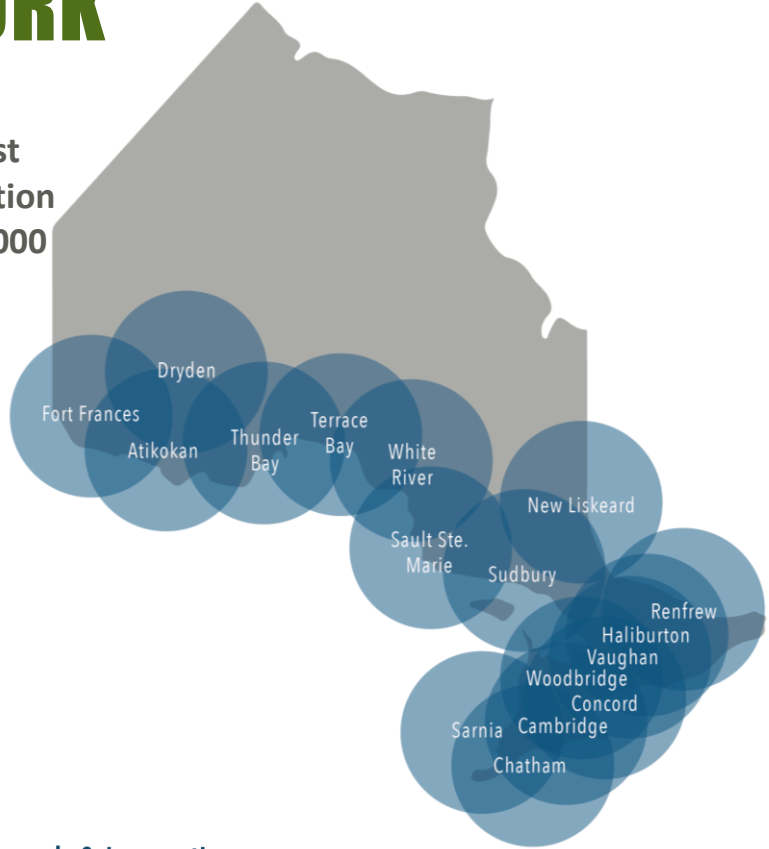 st
tion
000
Dryden
Fort Frances
Atikokan
Thunder
Bay
Terrace
Bay
White
River
New Liskeard
Sault Ste.
Marie
Sudbury
Renfrew
Haliburton
Vaughan
Woodbridge
Concord
Cambridge
Sarnia
Chatham